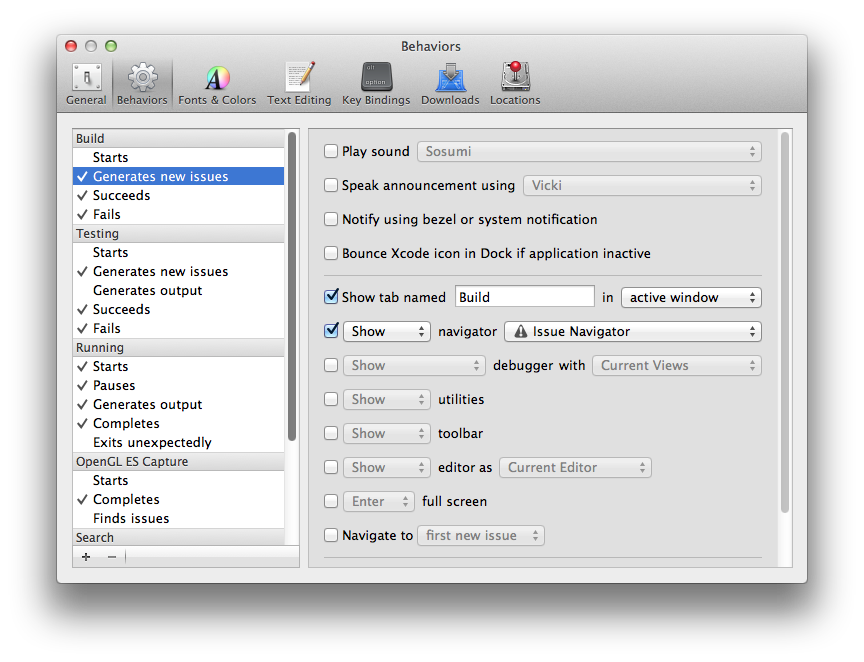 Behaviors
General Behaviors Fonts & Colors Text Editing Key Bindings Downloads Locations
alt
option
Build
Starts
✓ Generates new issues
✓ Succeeds
✓ Fails
Testing
Starts
✓ Generates new issues
Generates output
✓ Succeeds
✓ Fails
Running
✓ Starts
✓ Pauses
✓ Generates output
✓ Completes
Exits unexpectedly
OpenGL ES Capture
Starts
✓ Completes
Finds issues
Search
+ −
Play sound Sosumi
Speak announcement using Vicki
Notify using bezel or system notification
Bounce Xcode icon in Dock if application inactive
Show tab named Build in active window
Show navigator Issue Navigator
Show debugger with Current Views
Show utilities
Show toolbar
Show editor as Current Editor
Enter full screen
Navigate to first new issue